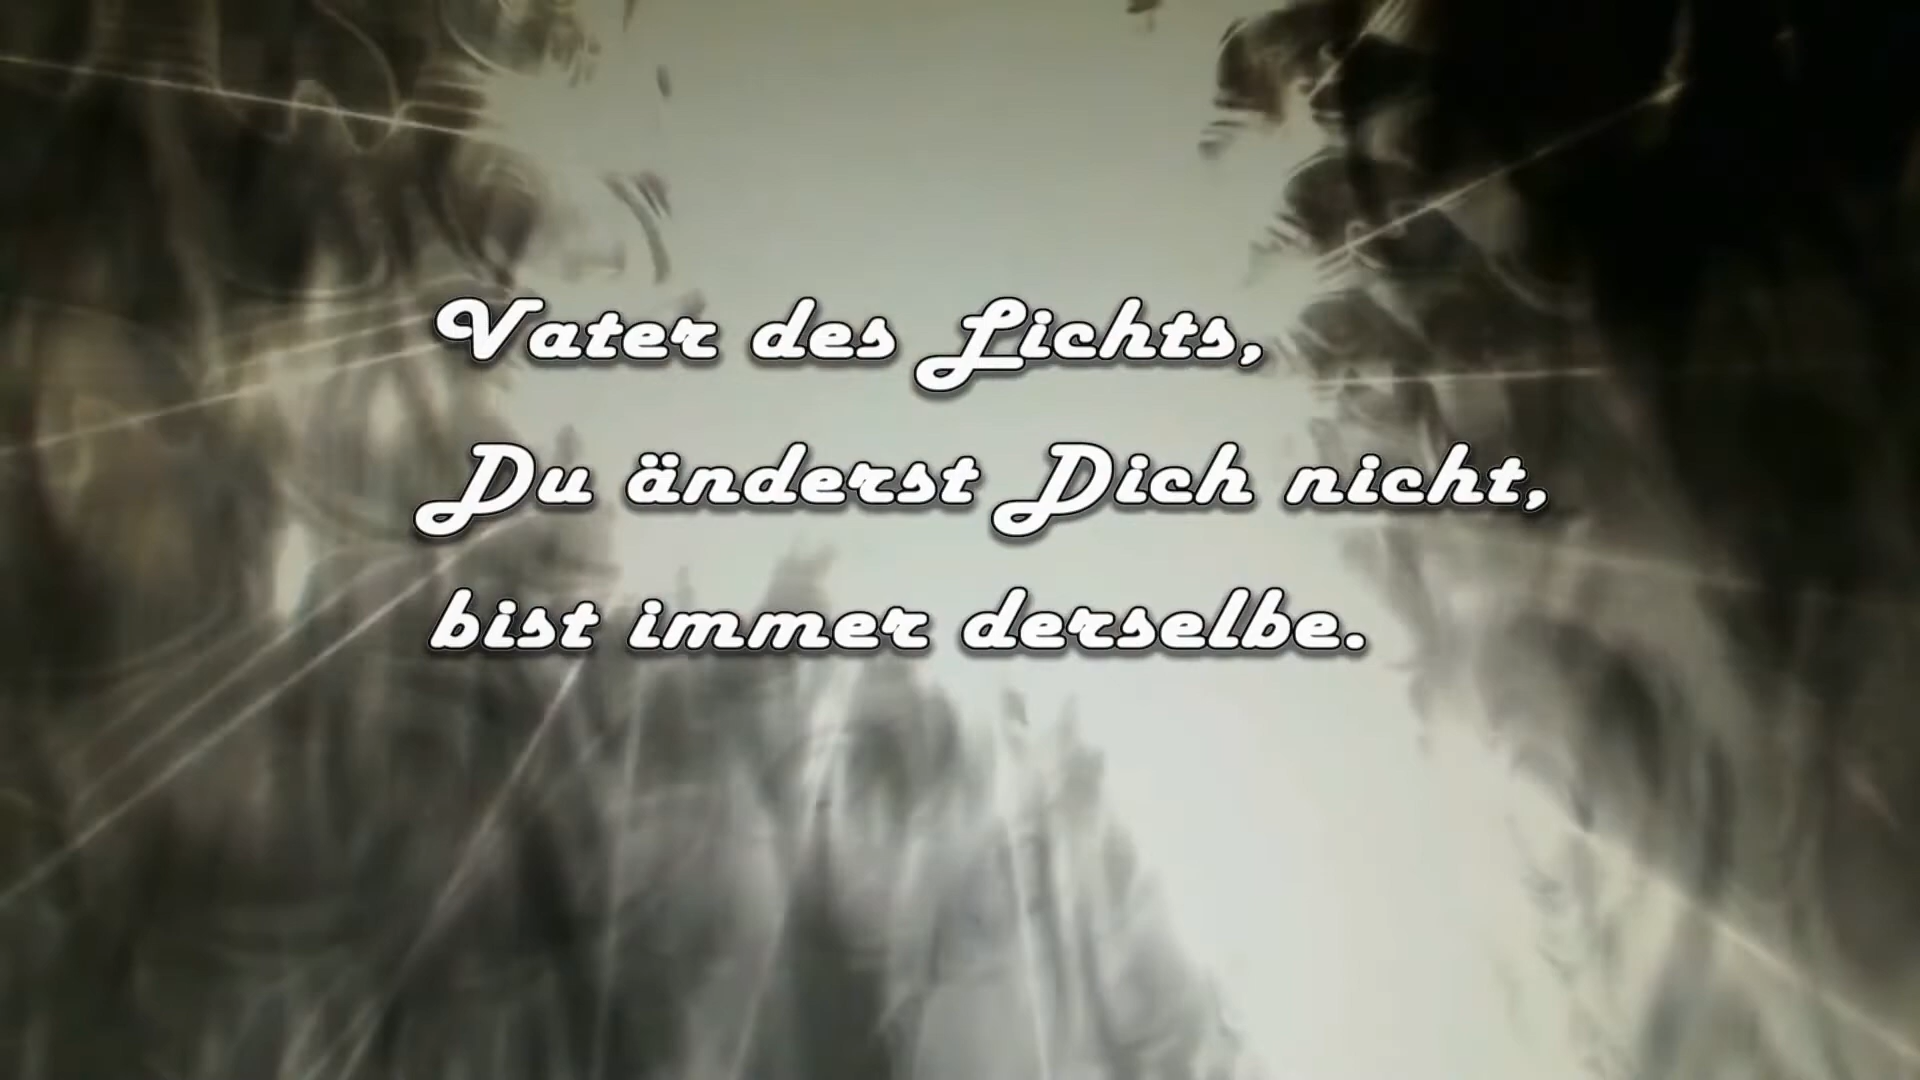 Vater des Lichts,
Du änderst Dich nicht,
bist immer derselbe.